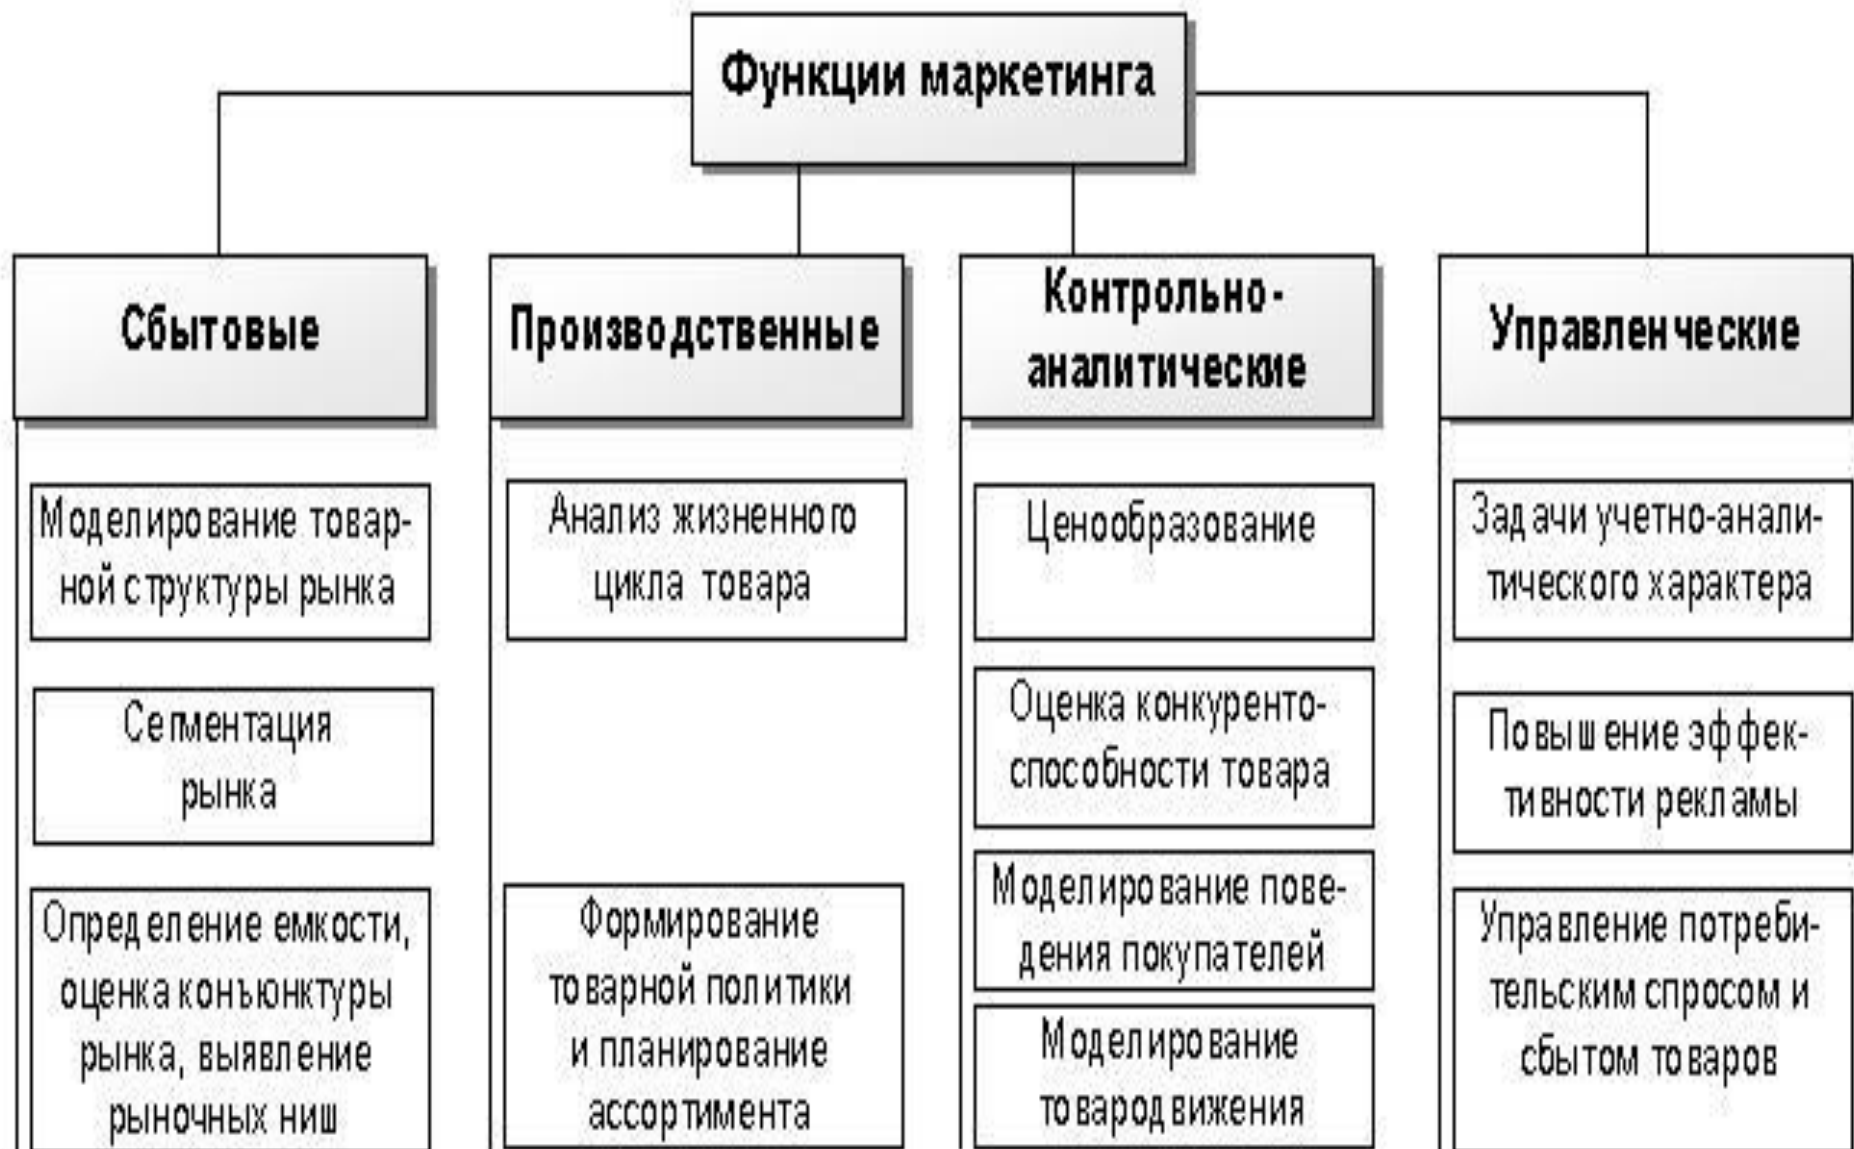 Функции маркетинга
Сбытовые
Моделирование товар-
ной структуры рынка
Сегментация
рынка
Определение емкости,
оценка конъюнктуры
рынка, выявление
рыночных ниш
Производственные
Анализ жизненного
цикла товара
Формирование
товарной политики
и планирование
ассортимента
Контрольно-
аналитические
Ценообразование
Оценка конкуренто-
способности товара
Моделирование пове-
дения покупателей
Моделирование
товародвижения
Управленческие
Задачи учетно-анали-
тического характера
Повышение эффек-
тивности рекламы
Управление потреби-
тельским спросом и
сбытом товаров